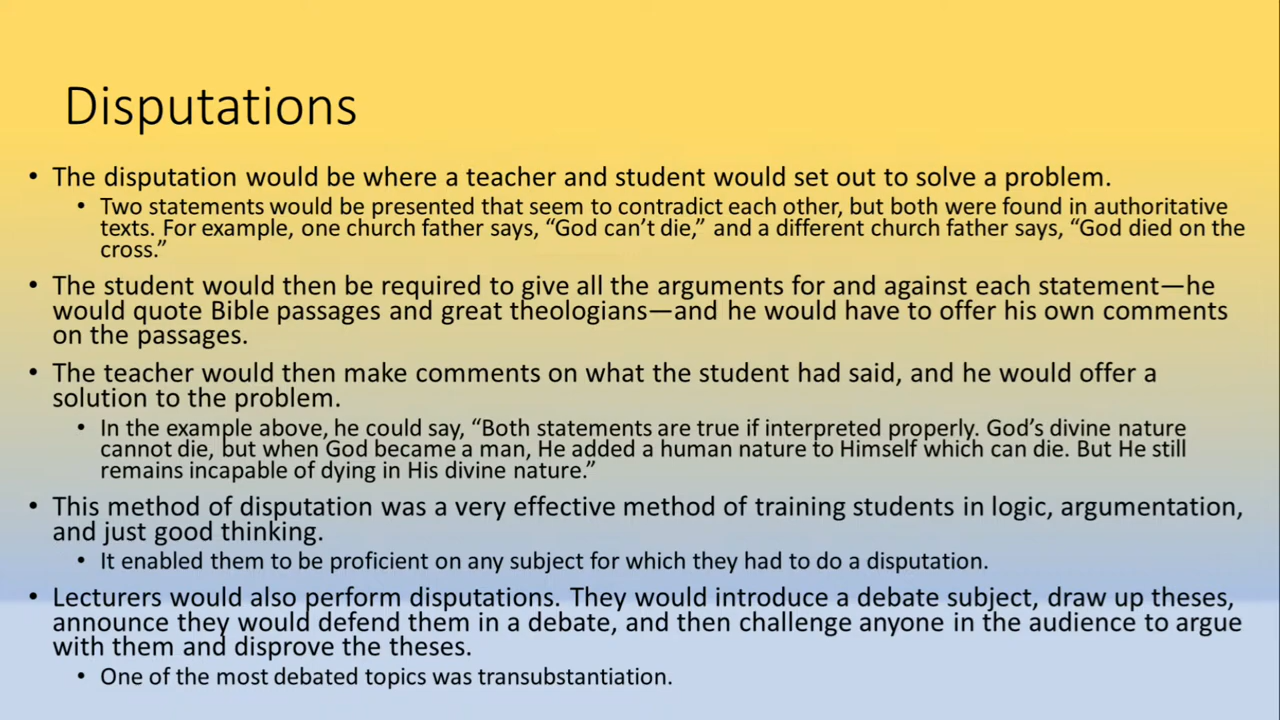 Disputations
• The disputation would be where a teacher and student would set out to solve a problem.
• Two statements would be presented that seem to contradict each other, but both were found in authoritative
texts. For example, one church father says, “God can’t die,” and a different church father says, “God died on the
cross.”
• The student would then be required to give all the arguments for and against each statement—he
would quote Bible passages and great theologians—and he would have to offer his own comments
on the passages.
• The teacher would then make comments on what the student had said, and he would offer a
solution to the problem.
• In the example above, he could say, “Both statements are true if interpreted properly. God’s divine nature
cannot die, but when God became a man, He added a human nature to Himself which can die. But He still
remains incapable of dying in His divine nature.”
• This method of disputation was a very effective method of training students in logic, argumentation,
and just good thinking.
• It enabled them to be proficient on any subject for which they had to do a disputation.
• Lecturers would also perform disputations. They would introduce a debate subject, draw up theses,
announce they would defend them in a debate, and then challenge anyone in the audience to argue
with them and disprove the theses.
• One of the most debated topics was transubstantiation.